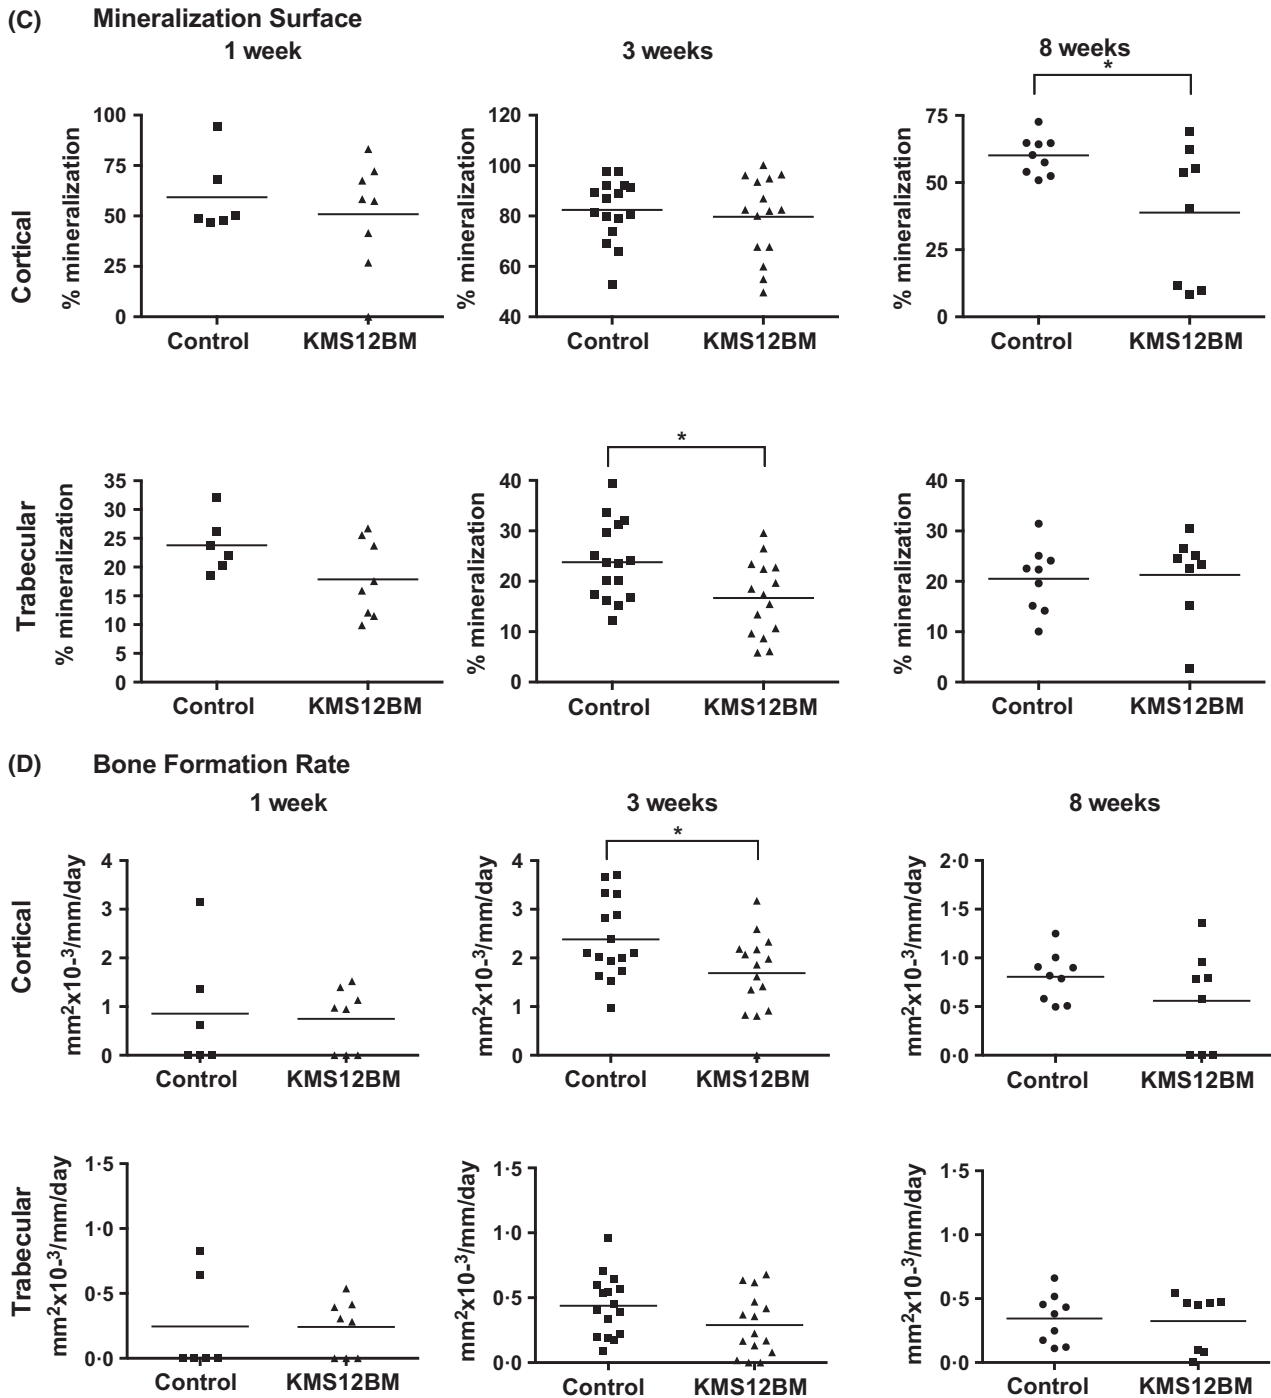 (C) Mineralization Surface
1 week 3 weeks 8 weeks
*
Cortical
% mineralization
100
75
50
25
0
Control KMS12BM
% mineralization
120
100
80
60
40
Control KMS12BM
% mineralization
75
50
25
0
Control KMS12BM
*
Trabecular
% mineralization
35
30
25
20
15
10
5
0
Control KMS12BM
% mineralization
40
30
20
10
0
Control KMS12BM
% mineralization
40
30
20
10
0
Control KMS12BM
(D) Bone Formation Rate
1 week 3 weeks 8 weeks
*
Cortical
mm²x10-³/mm/day
4
3
2
1
0
Control KMS12BM
mm²x10-³/mm/day
4
3
2
1
0
Control KMS12BM
mm²x10-³/mm/day
2·0
1·5
1·0
0·5
0·0
Control KMS12BM
Trabecular
mm²x10-³/mm/day
1·5
1·0
0·5
0·0
Control KMS12BM
mm²x10-³/mm/day
1·5
1·0
0·5
0·0
Control KMS12BM
mm²x10-³/mm/day
1·5
1·0
0·5
0·0
Control KMS12BM